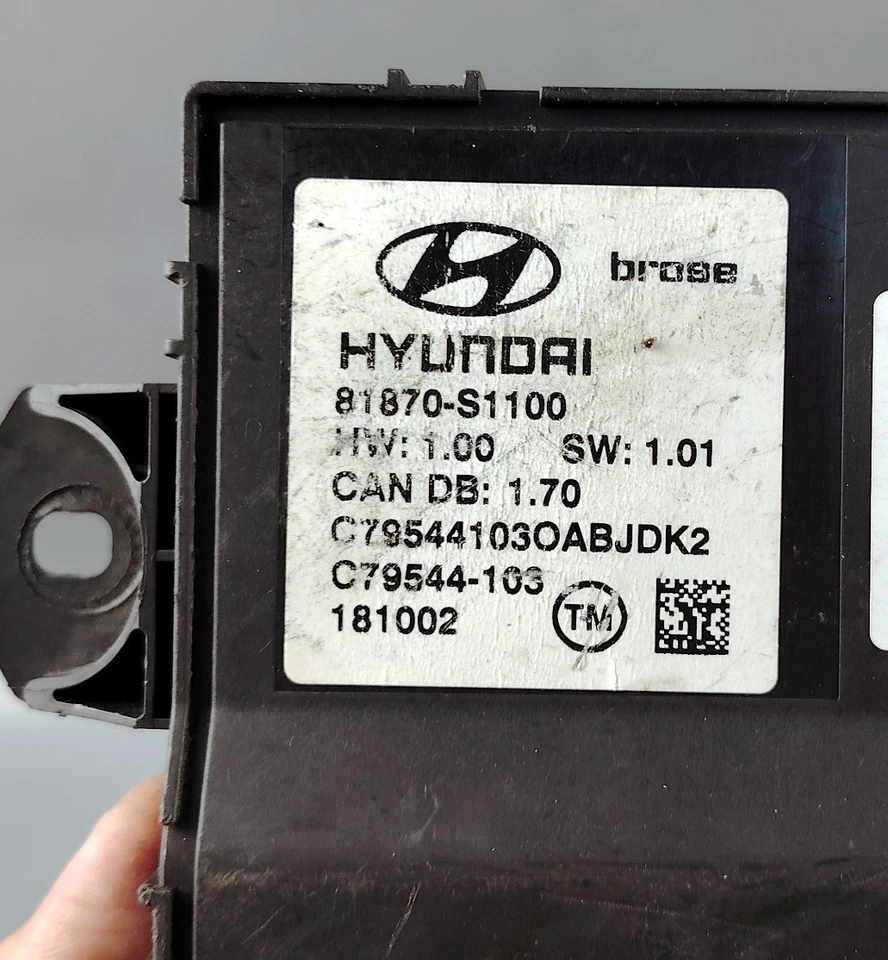 brose
HYUNDAI
81870-S1100
HW: 1.00 SW: 1.01
CAN DB: 1.70
C79544103OABJDK2
C79544-103
181002 TM